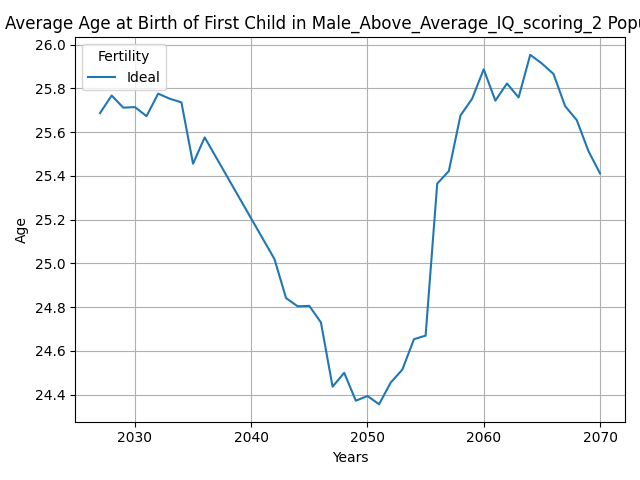 Average Age at Birth of First Child in Male_Above_Average_IQ_scoring_2
Fertility
Ideal
26.0
25.8
25.6
25.4
25.2
25.0
24.8
24.6
24.4
Age
2030 2040 2050 2060 2070
Years